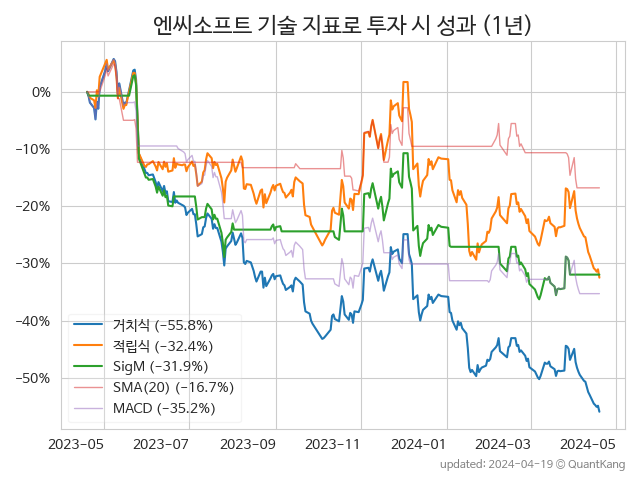 엔씨소프트 기술 지표로 투자 시 성과 (1년)
0%
−10%
−20%
−30%
−40%
−50%
거치식 (−55.8%)
적립식 (−32.4%)
SigM (−31.9%)
SMA(20) (−16.7%)
MACD (−35.2%)
2023-05 2023-07 2023-09 2023-11 2024-01 2024-03 2024-05
updated: 2024-04-19 @ QuantKang